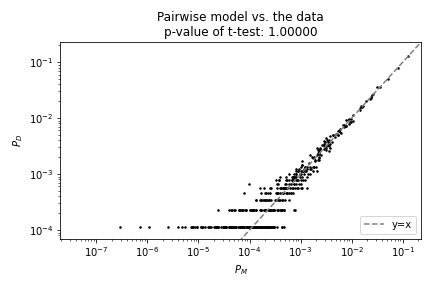 Pairwise model vs. the data
p-value of t-test: 1.00000
10⁻¹
10⁻²
10⁻³
10⁻⁴
P_D
y=x
10⁻⁷ 10⁻⁶ 10⁻⁵ 10⁻⁴ 10⁻³ 10⁻² 10⁻¹
P_M